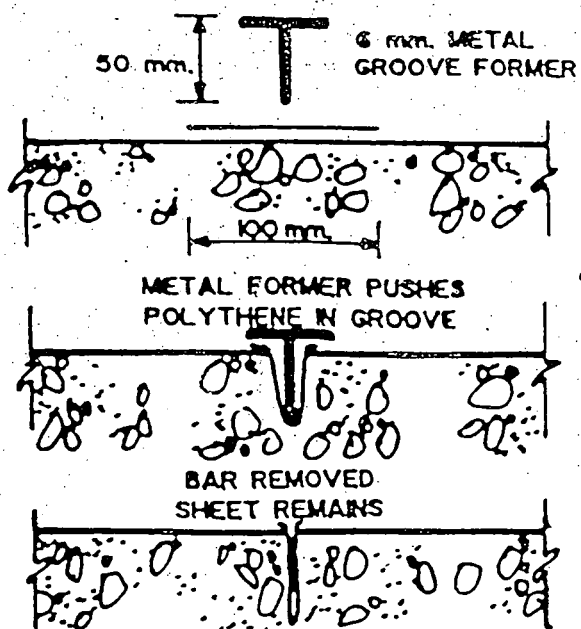 50 mm.
6 mm. METAL
GROOVE FORMER
100 mm.
METAL FORMER PUSHES
POLYTHENE IN GROOVE
BAR REMOVED
SHEET REMAINS